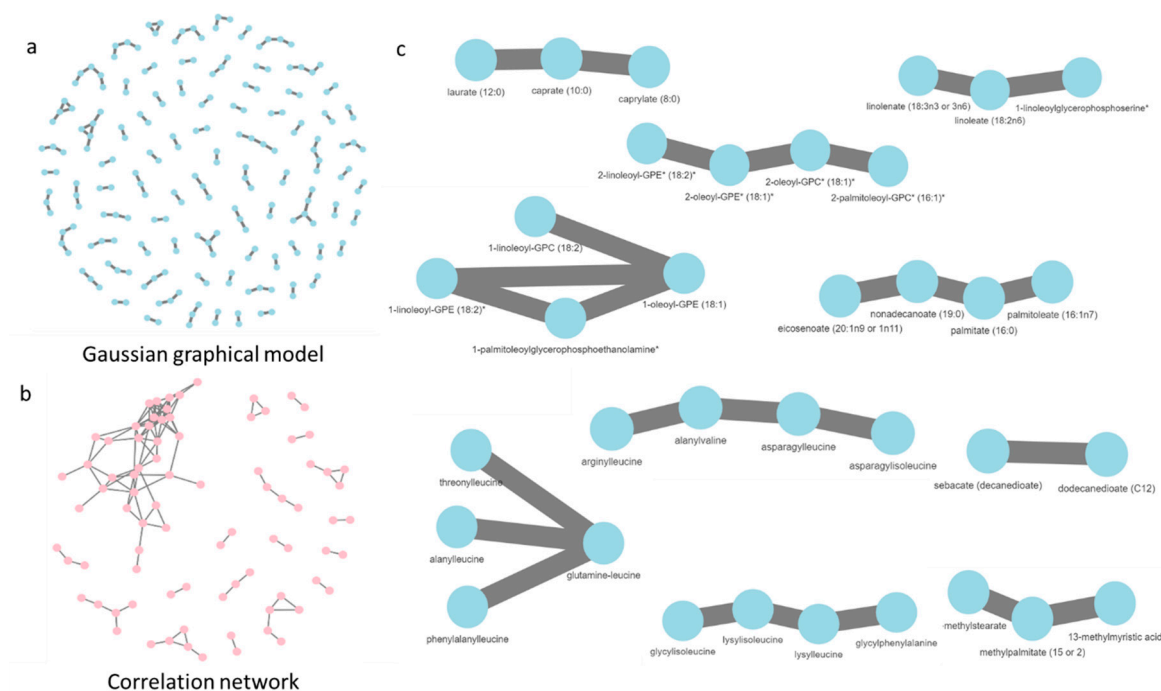 a
Gaussian graphical model
b
Correlation network
c
laurate (12:0)
caprate (10:0)
caprylate (8:0)
linolenate (18:3n3 or 3n6)
linoleate (18:2n6)
1-linoleoylglycerophosphoserine*
2-linoleoyl-GPE* (18:2)*
2-oleoyl-GPE* (18:1)*
2-oleoyl-GPC* (18:1)*
2-palmitoleoyl-GPC* (16:1)*
1-linoleoyl-GPC (18:2)
1-linoleoyl-GPE (18:2)*
1-oleoyl-GPE (18:1)
1-palmitoleoylglycerophosphoethanolamine*
eicosenoate (20:1n9 or 1n11)
nonadecanoate (19:0)
palmitate (16:0)
palmitoleate (16:1n7)
arginylleucine
alanylvaline
asparagylleucine
asparagylisoleucine
threonylleucine
alanylleucine
phenylalanylleucine
glutamine-leucine
sebacate (decanedioate)
dodecanedioate (C12)
glycylisoleucine
lysylisoleucine
lysylleucine
glycylphenylalanine
-methylstearate
methylpalmitate (15 or 2)
13-methylmyristic acid